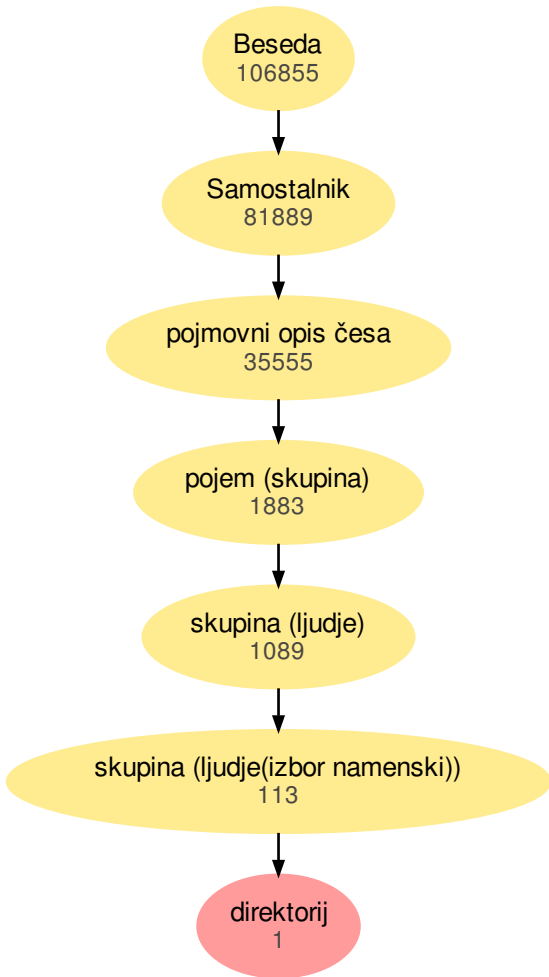 Beseda
106855
Samostalnik
81889
pojmovni opis česa
35555
pojem (skupina)
1883
skupina (ljudje)
1089
skupina (ljudje(izbor namenski))
113
direktorij
1